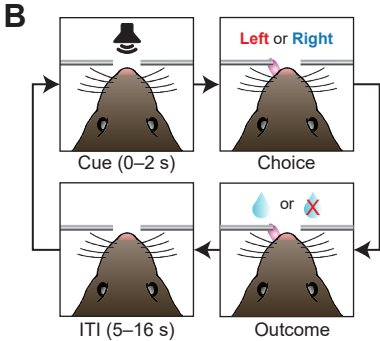 B
Left or Right
Cue (0–2 s)
Choice
or
X
ITI (5–16 s)
Outcome